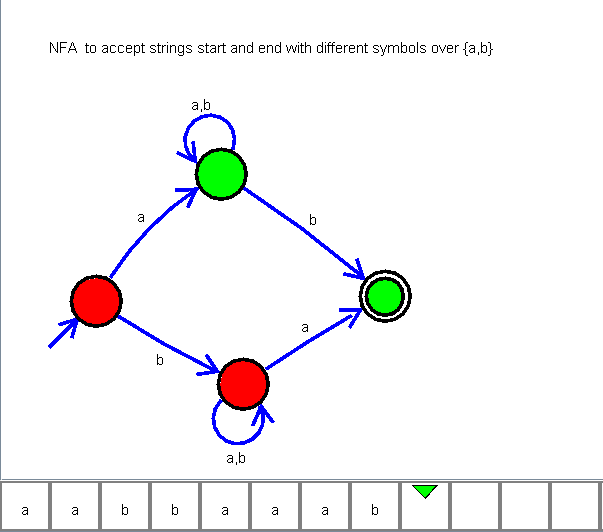 NFA to accept strings start and end with different symbols over {a,b}
a,b
a
b
a
b
a,b
a a b b a a a b